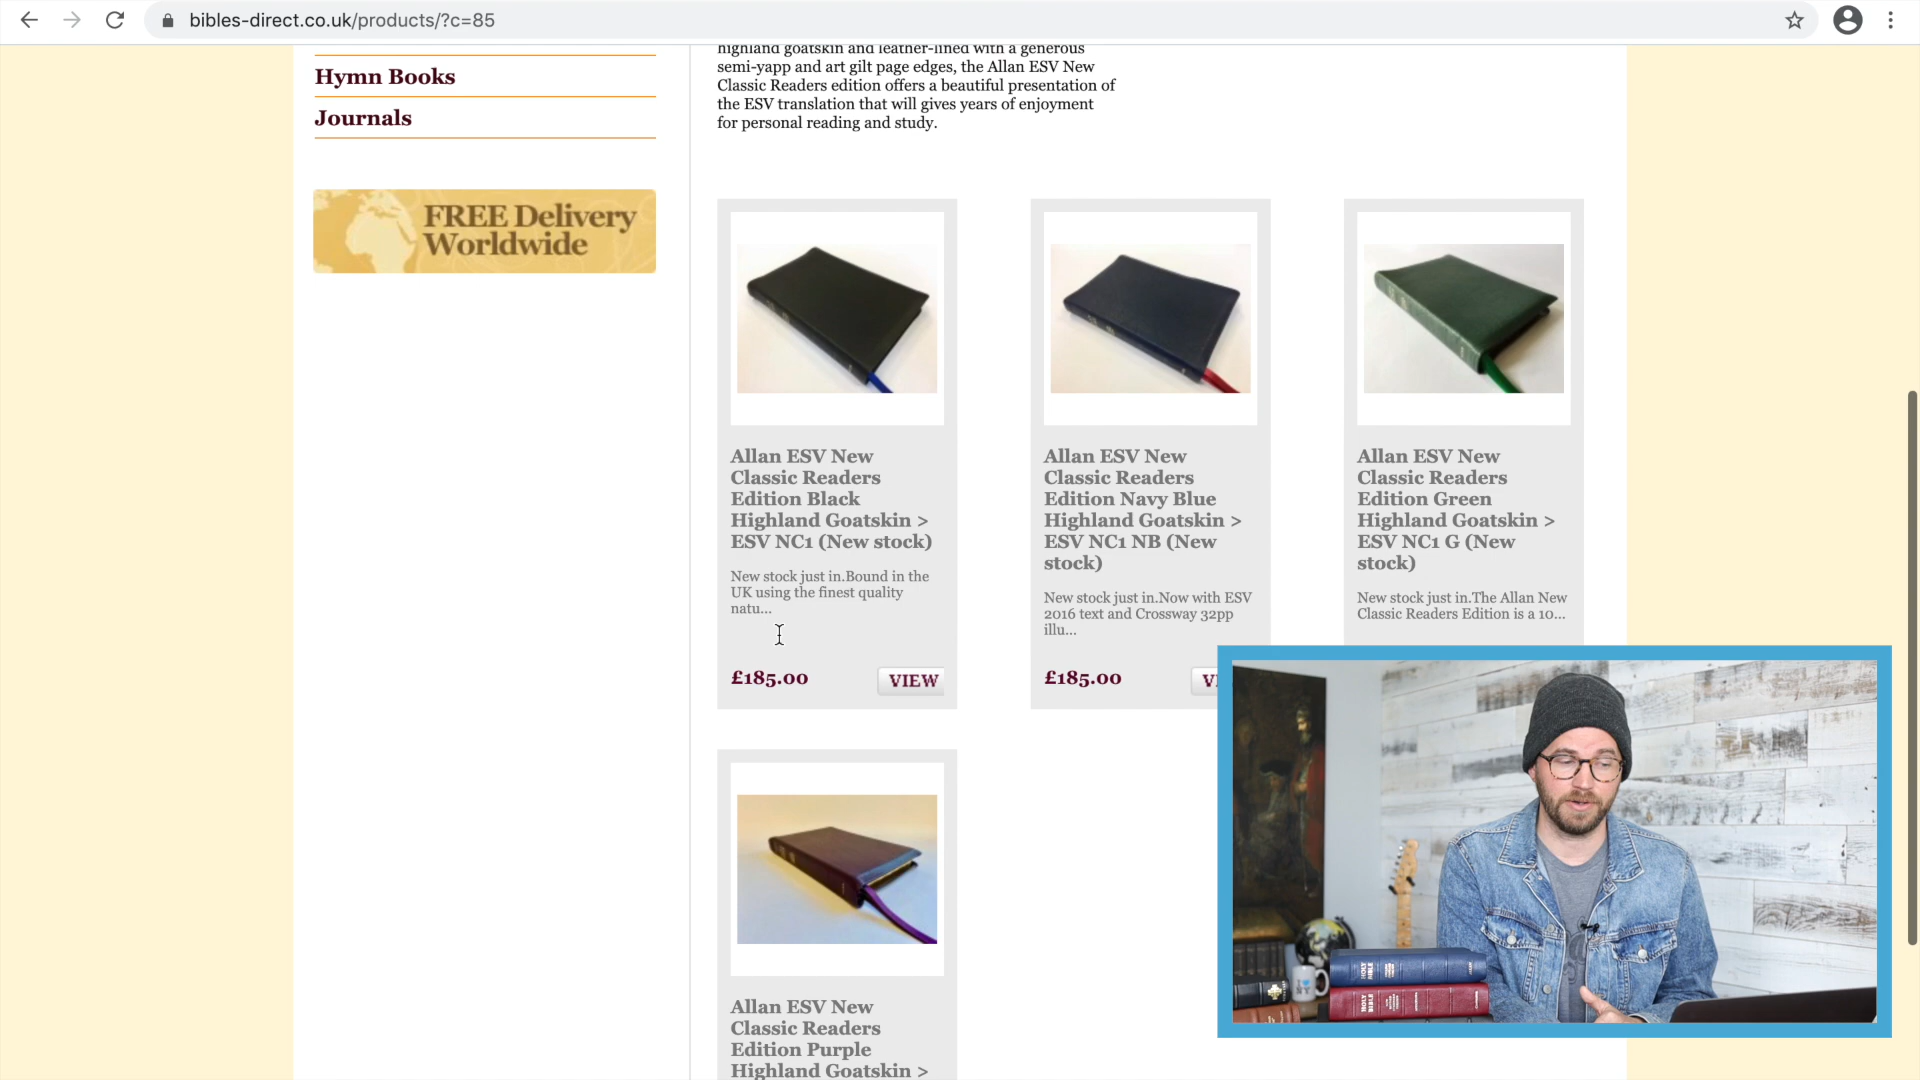 bibles-direct.co.uk/products/?c=85
Hymn Books
Journals
FREE Delivery
Worldwide
highland goatskin and leather-lined with a generous
semi-yapp and art gilt page edges, the Allan ESV New
Classic Readers edition offers a beautiful presentation of
the ESV translation that will gives years of enjoyment
for personal reading and study.
Allan ESV New
Classic Readers
Edition Black
Highland Goatskin >
ESV NC1 (New stock)
New stock just in.Bound in the
UK using the finest quality
natu...
£185.00
VIEW
Allan ESV New
Classic Readers
Edition Navy Blue
Highland Goatskin >
ESV NC1 NB (New
stock)
New stock just in.Now with ESV
2016 text and Crossway 32pp
illu...
£185.00
Allan ESV New
Classic Readers
Edition Green
Highland Goatskin >
ESV NC1 G (New
stock)
New stock just in.The Allan New
Classic Readers Edition is a 10...
Allan ESV New
Classic Readers
Edition Purple
Highland Goatskin >
HOLY
BIBLE
HOLY
BIBLE
NY